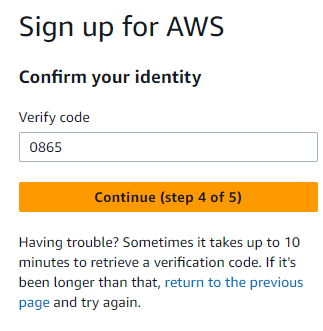 Sign up for AWS
Confirm your identity
Verify code
0865
Continue (step 4 of 5)
Having trouble? Sometimes it takes up to 10
minutes to retrieve a verification code. If it's
been longer than that, return to the previous
page and try again.